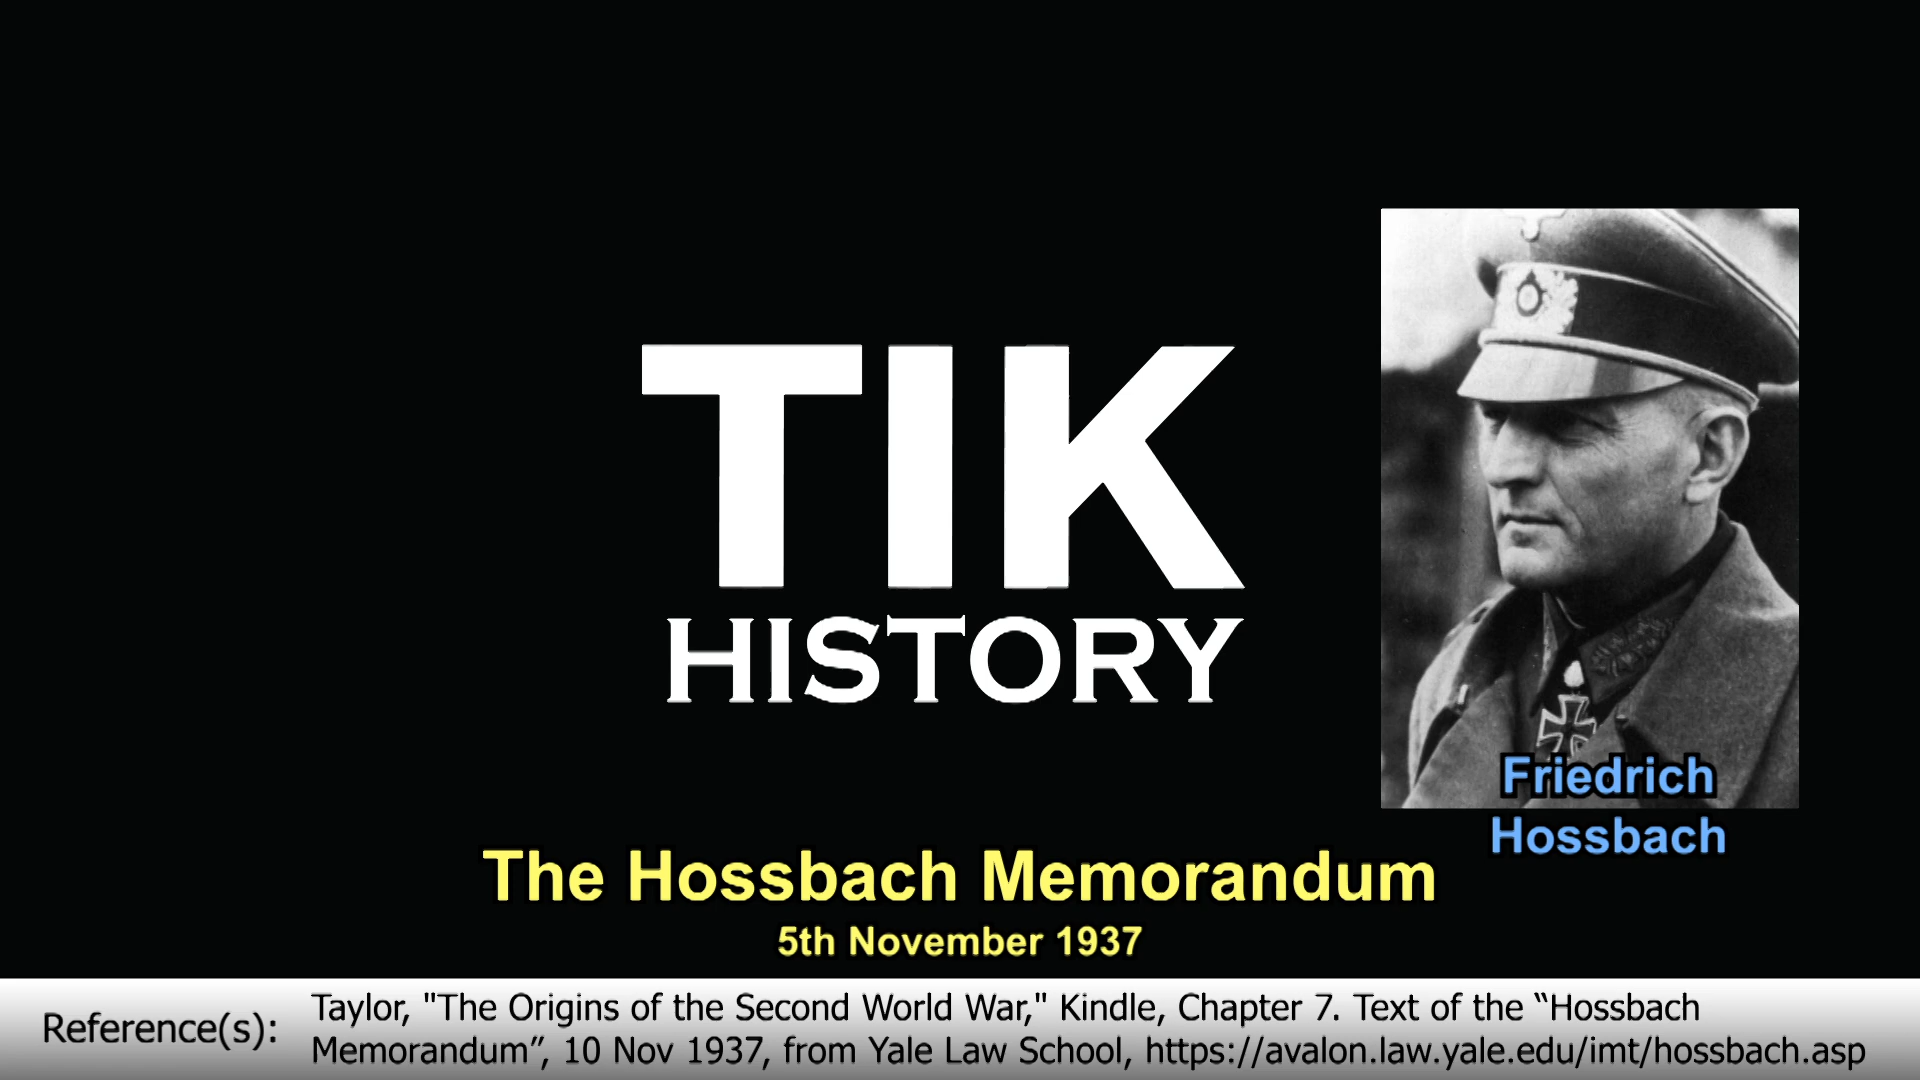 TIK
HISTORY
Friedrich
Hossbach
The Hossbach Memorandum
5th November 1937
Reference(s):
Taylor, "The Origins of the Second World War," Kindle, Chapter 7. Text of the “Hossbach
Memorandum”, 10 Nov 1937, from Yale Law School, https://avalon.law.yale.edu/imt/hossbach.asp